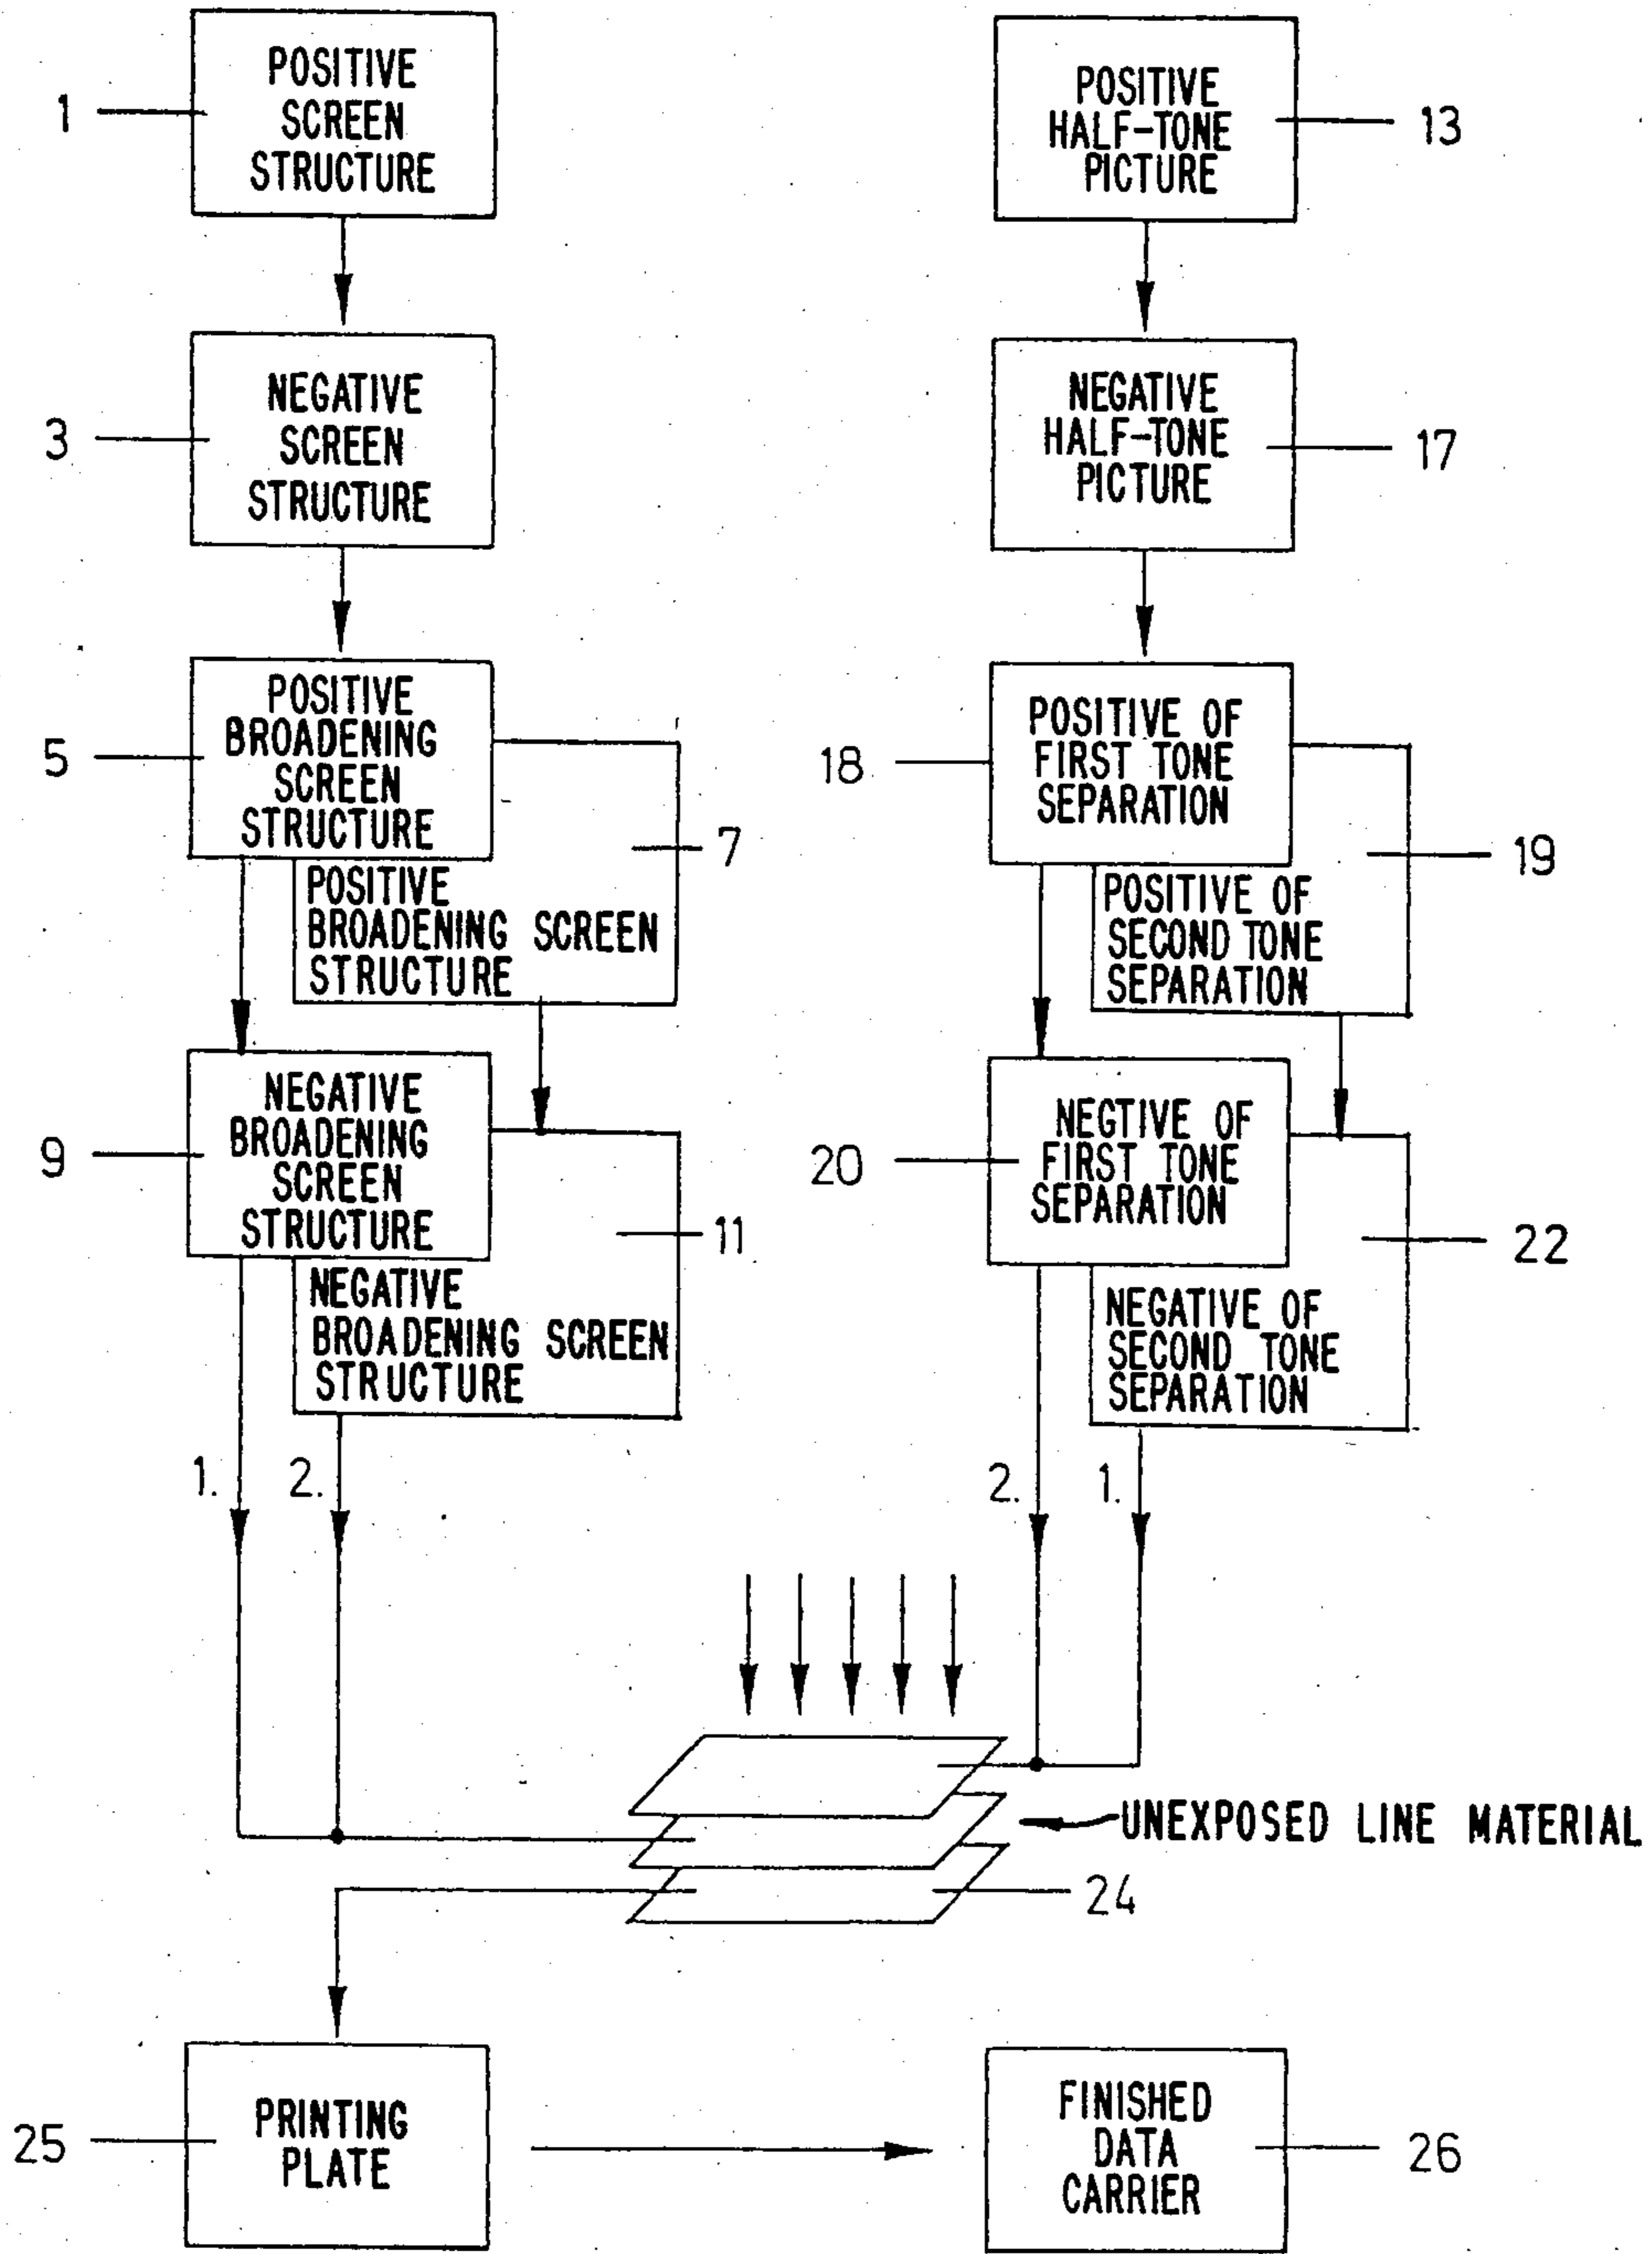 POSITIVE
SCREEN
STRUCTURE
1
POSITIVE
HALF-TONE
PICTURE
13
NEGATIVE
SCREEN
STRUCTURE
3
NEGATIVE
HALF-TONE
PICTURE
17
POSITIVE
BROADENING
SCREEN
STRUCTURE
5
POSITIVE
BROADENING SCREEN
STRUCTURE
7
POSITIVE OF
FIRST TONE
SEPARATION
18
POSITIVE OF
SECOND TONE
SEPARATION
19
NEGATIVE
BROADENING
SCREEN
STRUCTURE
9
NEGATIVE
BROADENING SCREEN
STRUCTURE
11
NEGTIVE OF
FIRST TONE
SEPARATION
20
NEGATIVE OF
SECOND TONE
SEPARATION
22
1. 2.
2. 1.
UNEXPOSED LINE MATERIAL
24
PRINTING
PLATE
25
FINISHED
DATA
CARRIER
26